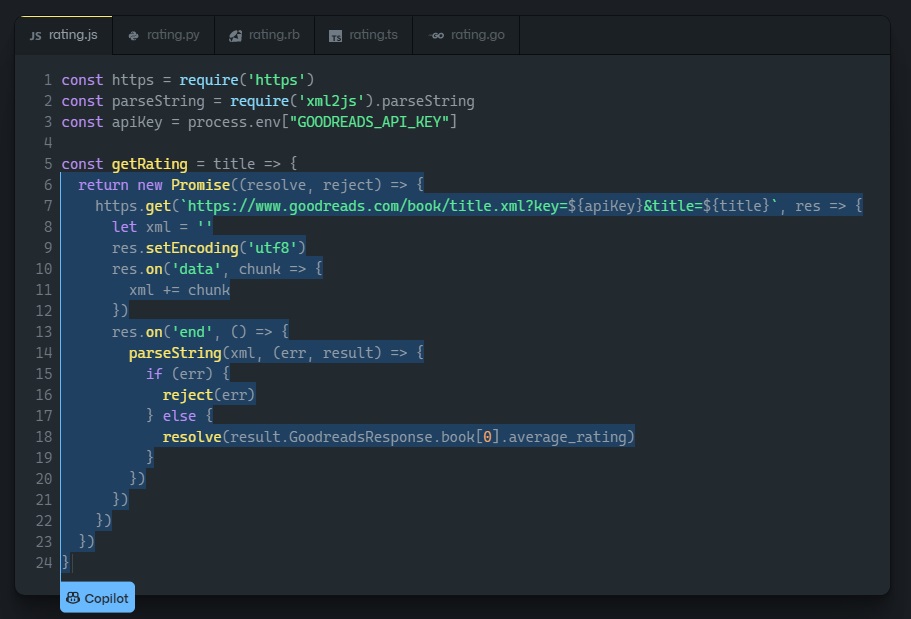 JS rating.js rating.py rating.rb TS rating.ts GO rating.go
1 const https = require('https')
2 const parseString = require('xml2js').parseString
3 const apiKey = process.env["GOODREADS_API_KEY"]
4
5 const getRating = title => {
6 return new Promise((resolve, reject) => {
7 https.get(`https://www.goodreads.com/book/title.xml?key=${apiKey}&title=${title}`, res => {
8 let xml = ''
9 res.setEncoding('utf8')
10 res.on('data', chunk => {
11 xml += chunk
12 })
13 res.on('end', () => {
14 parseString(xml, (err, result) => {
15 if (err) {
16 reject(err)
17 } else {
18 resolve(result.GoodreadsResponse.book[0].average_rating)
19 }
20 })
21 })
22 })
23 })
24 }
Copilot